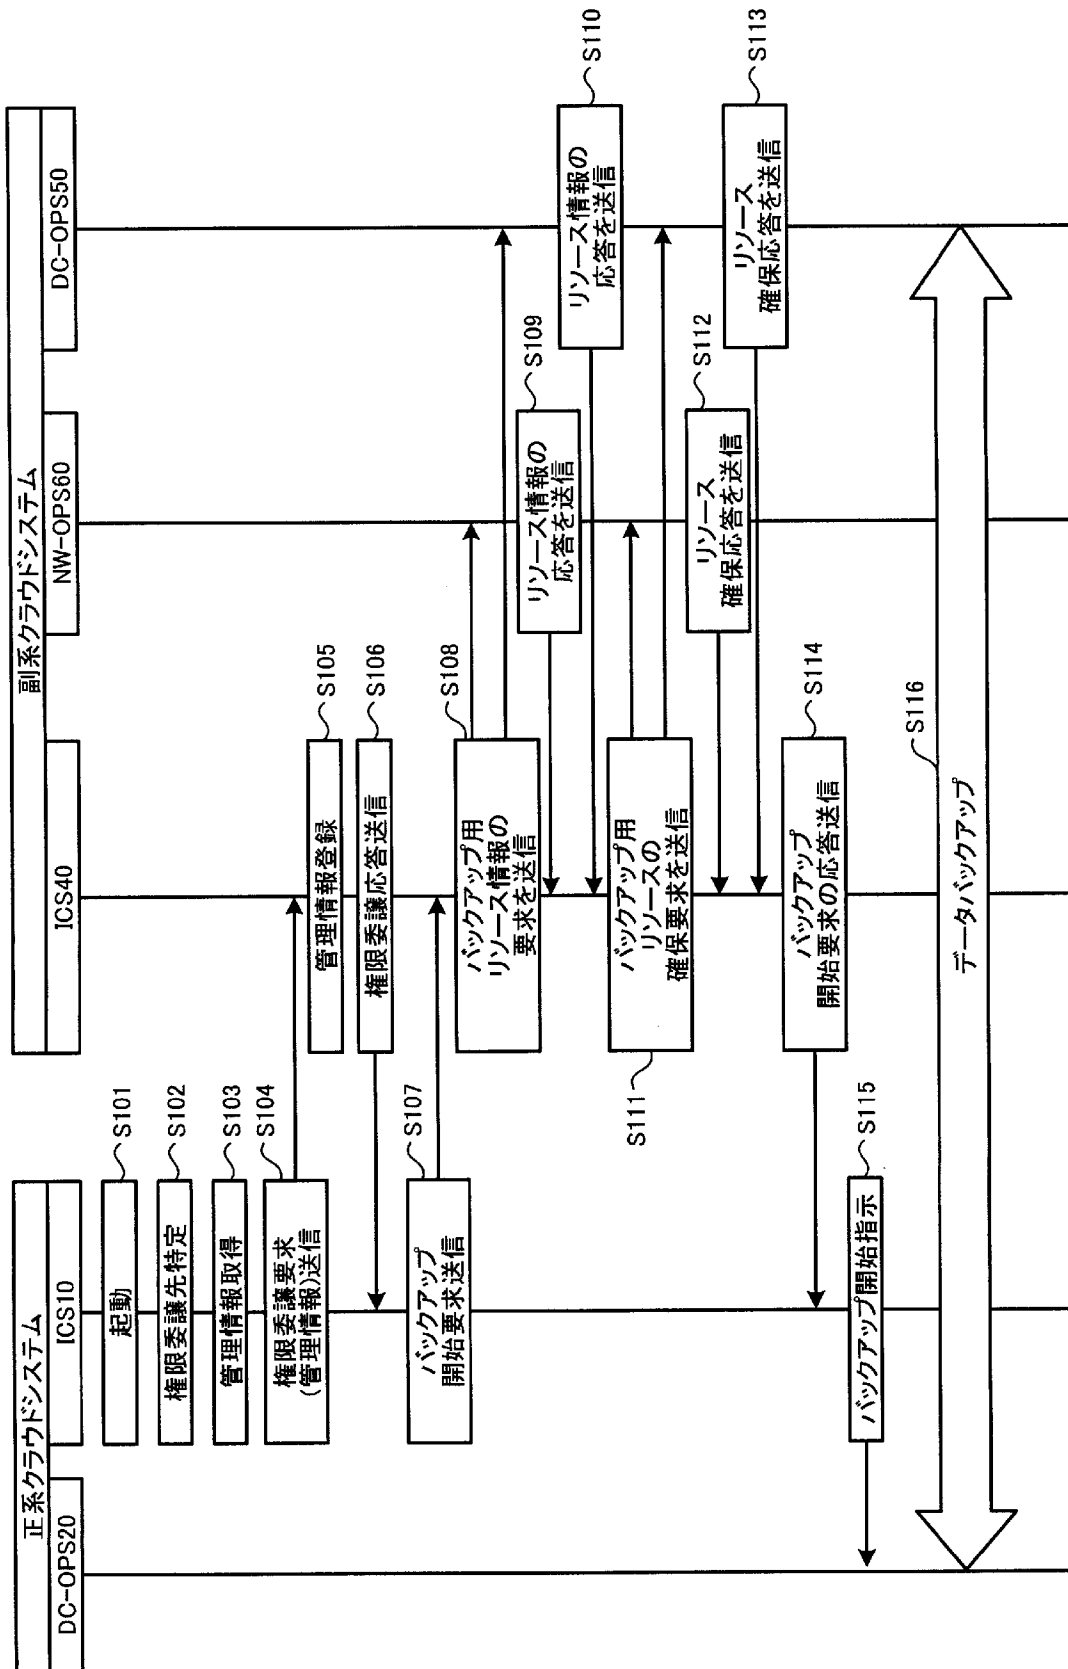 正系クラウドシステム
副系クラウドシステム
DC-OPS20
ICS10
ICS40
NW-OPS60
DC-OPS50
起動
S101
権限委譲先特定
S102
管理情報取得
S103
権限委譲要求
(管理情報)送信
S104
管理情報登録
S105
権限委譲応答送信
S106
バックアップ
開始要求送信
S107
バックアップ用
リソース情報の
要求を送信
S108
リソース情報の
応答を送信
S109
リソース情報の
応答を送信
S110
バックアップ用
リソースの
確保要求を送信
S111
リソース
確保応答を送信
S112
リソース
確保応答を送信
S113
バックアップ
開始要求の応答送信
S114
バックアップ開始指示
S115
データバックアップ
S116